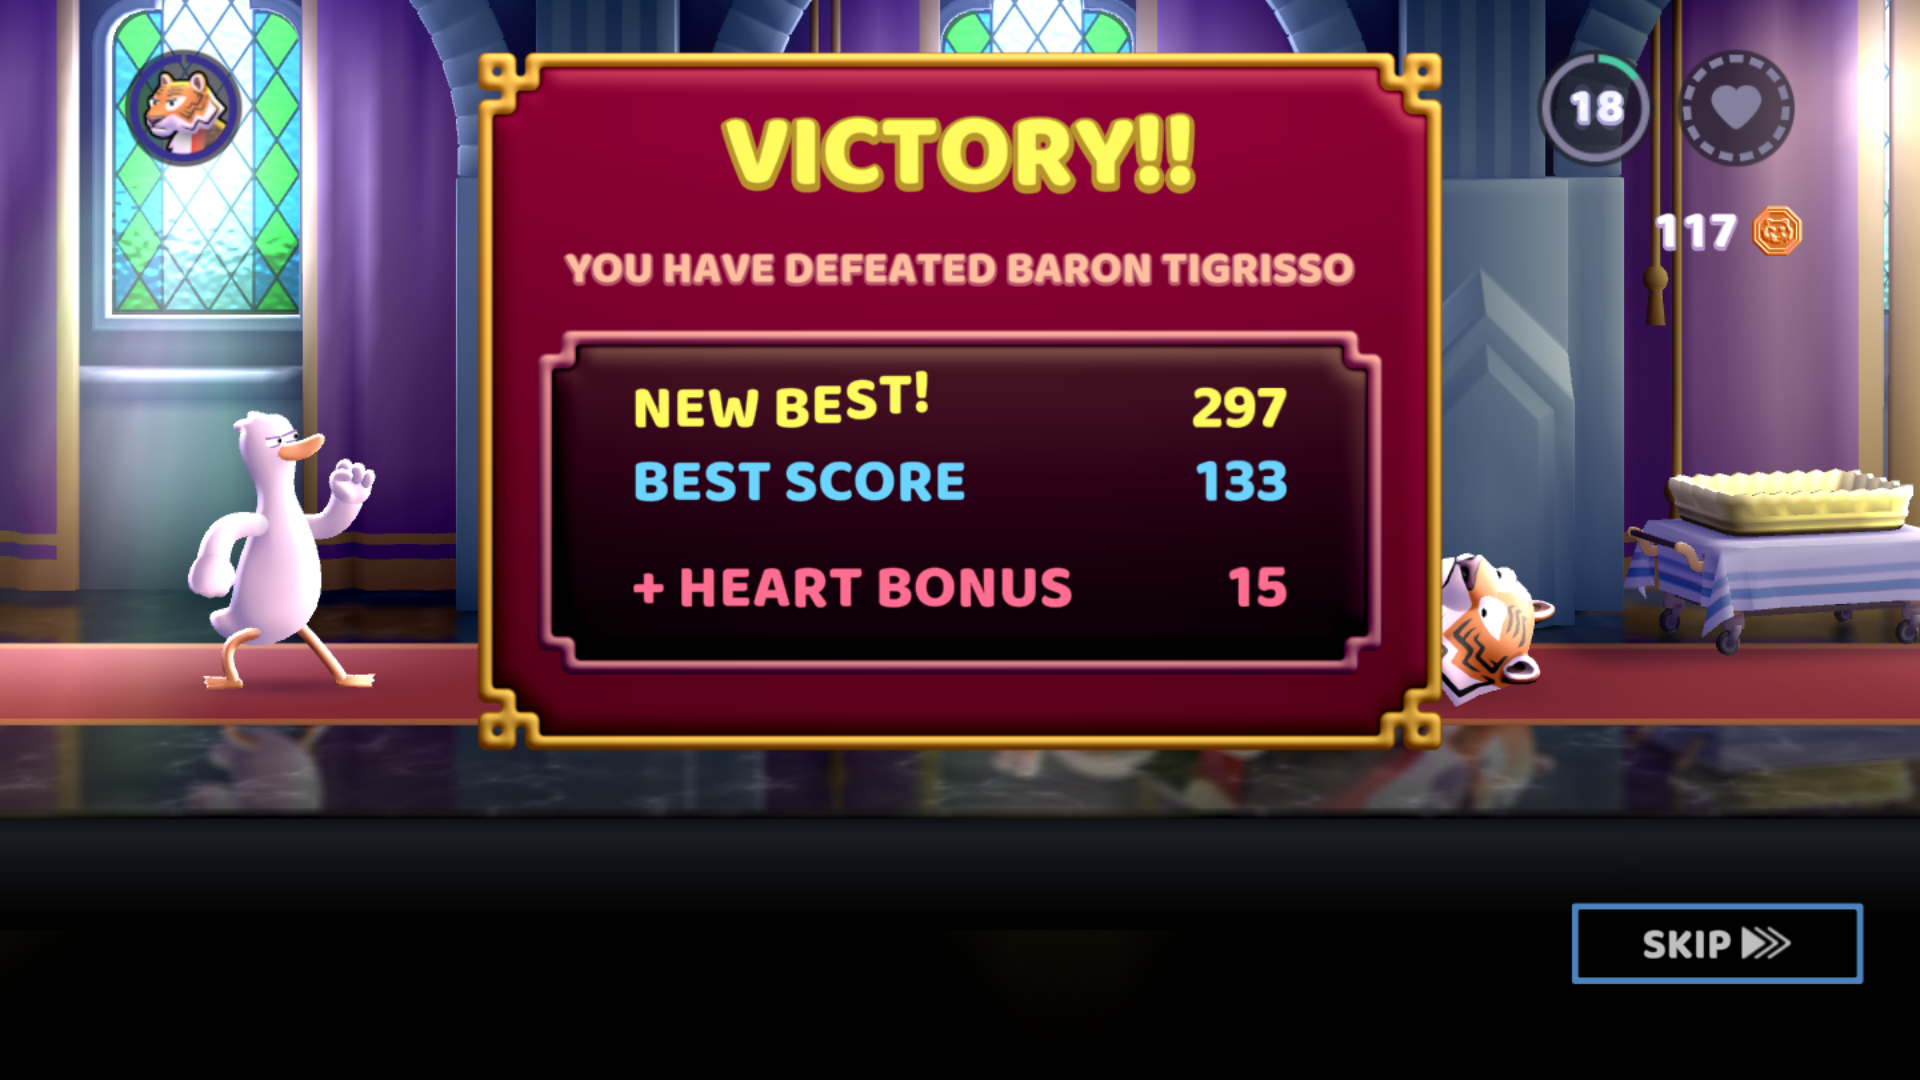 VICTORY!!
18
117
YOU HAVE DEFEATED BARON TIGRISSO
NEW BEST! 297
BEST SCORE 133
+ HEART BONUS 15
SKIP